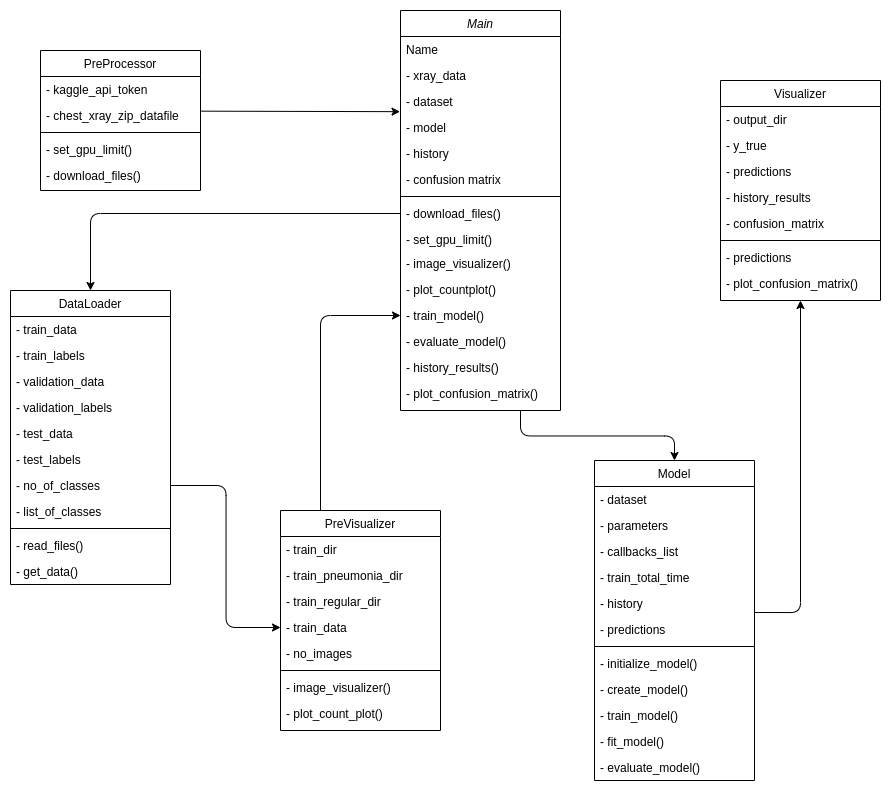 PreProcessor
- kaggle_api_token
- chest_xray_zip_datafile
- set_gpu_limit()
- download_files()
Main
Name
- xray_data
- dataset
- model
- history
- confusion matrix
- download_files()
- set_gpu_limit()
- image_visualizer()
- plot_countplot()
- train_model()
- evaluate_model()
- history_results()
- plot_confusion_matrix()
Visualizer
- output_dir
- y_true
- predictions
- history_results
- confusion_matrix
- predictions
- plot_confusion_matrix()
DataLoader
- train_data
- train_labels
- validation_data
- validation_labels
- test_data
- test_labels
- no_of_classes
- list_of_classes
- read_files()
- get_data()
PreVisualizer
- train_dir
- train_pneumonia_dir
- train_regular_dir
- train_data
- no_images
- image_visualizer()
- plot_count_plot()
Model
- dataset
- parameters
- callbacks_list
- train_total_time
- history
- predictions
- initialize_model()
- create_model()
- train_model()
- fit_model()
- evaluate_model()